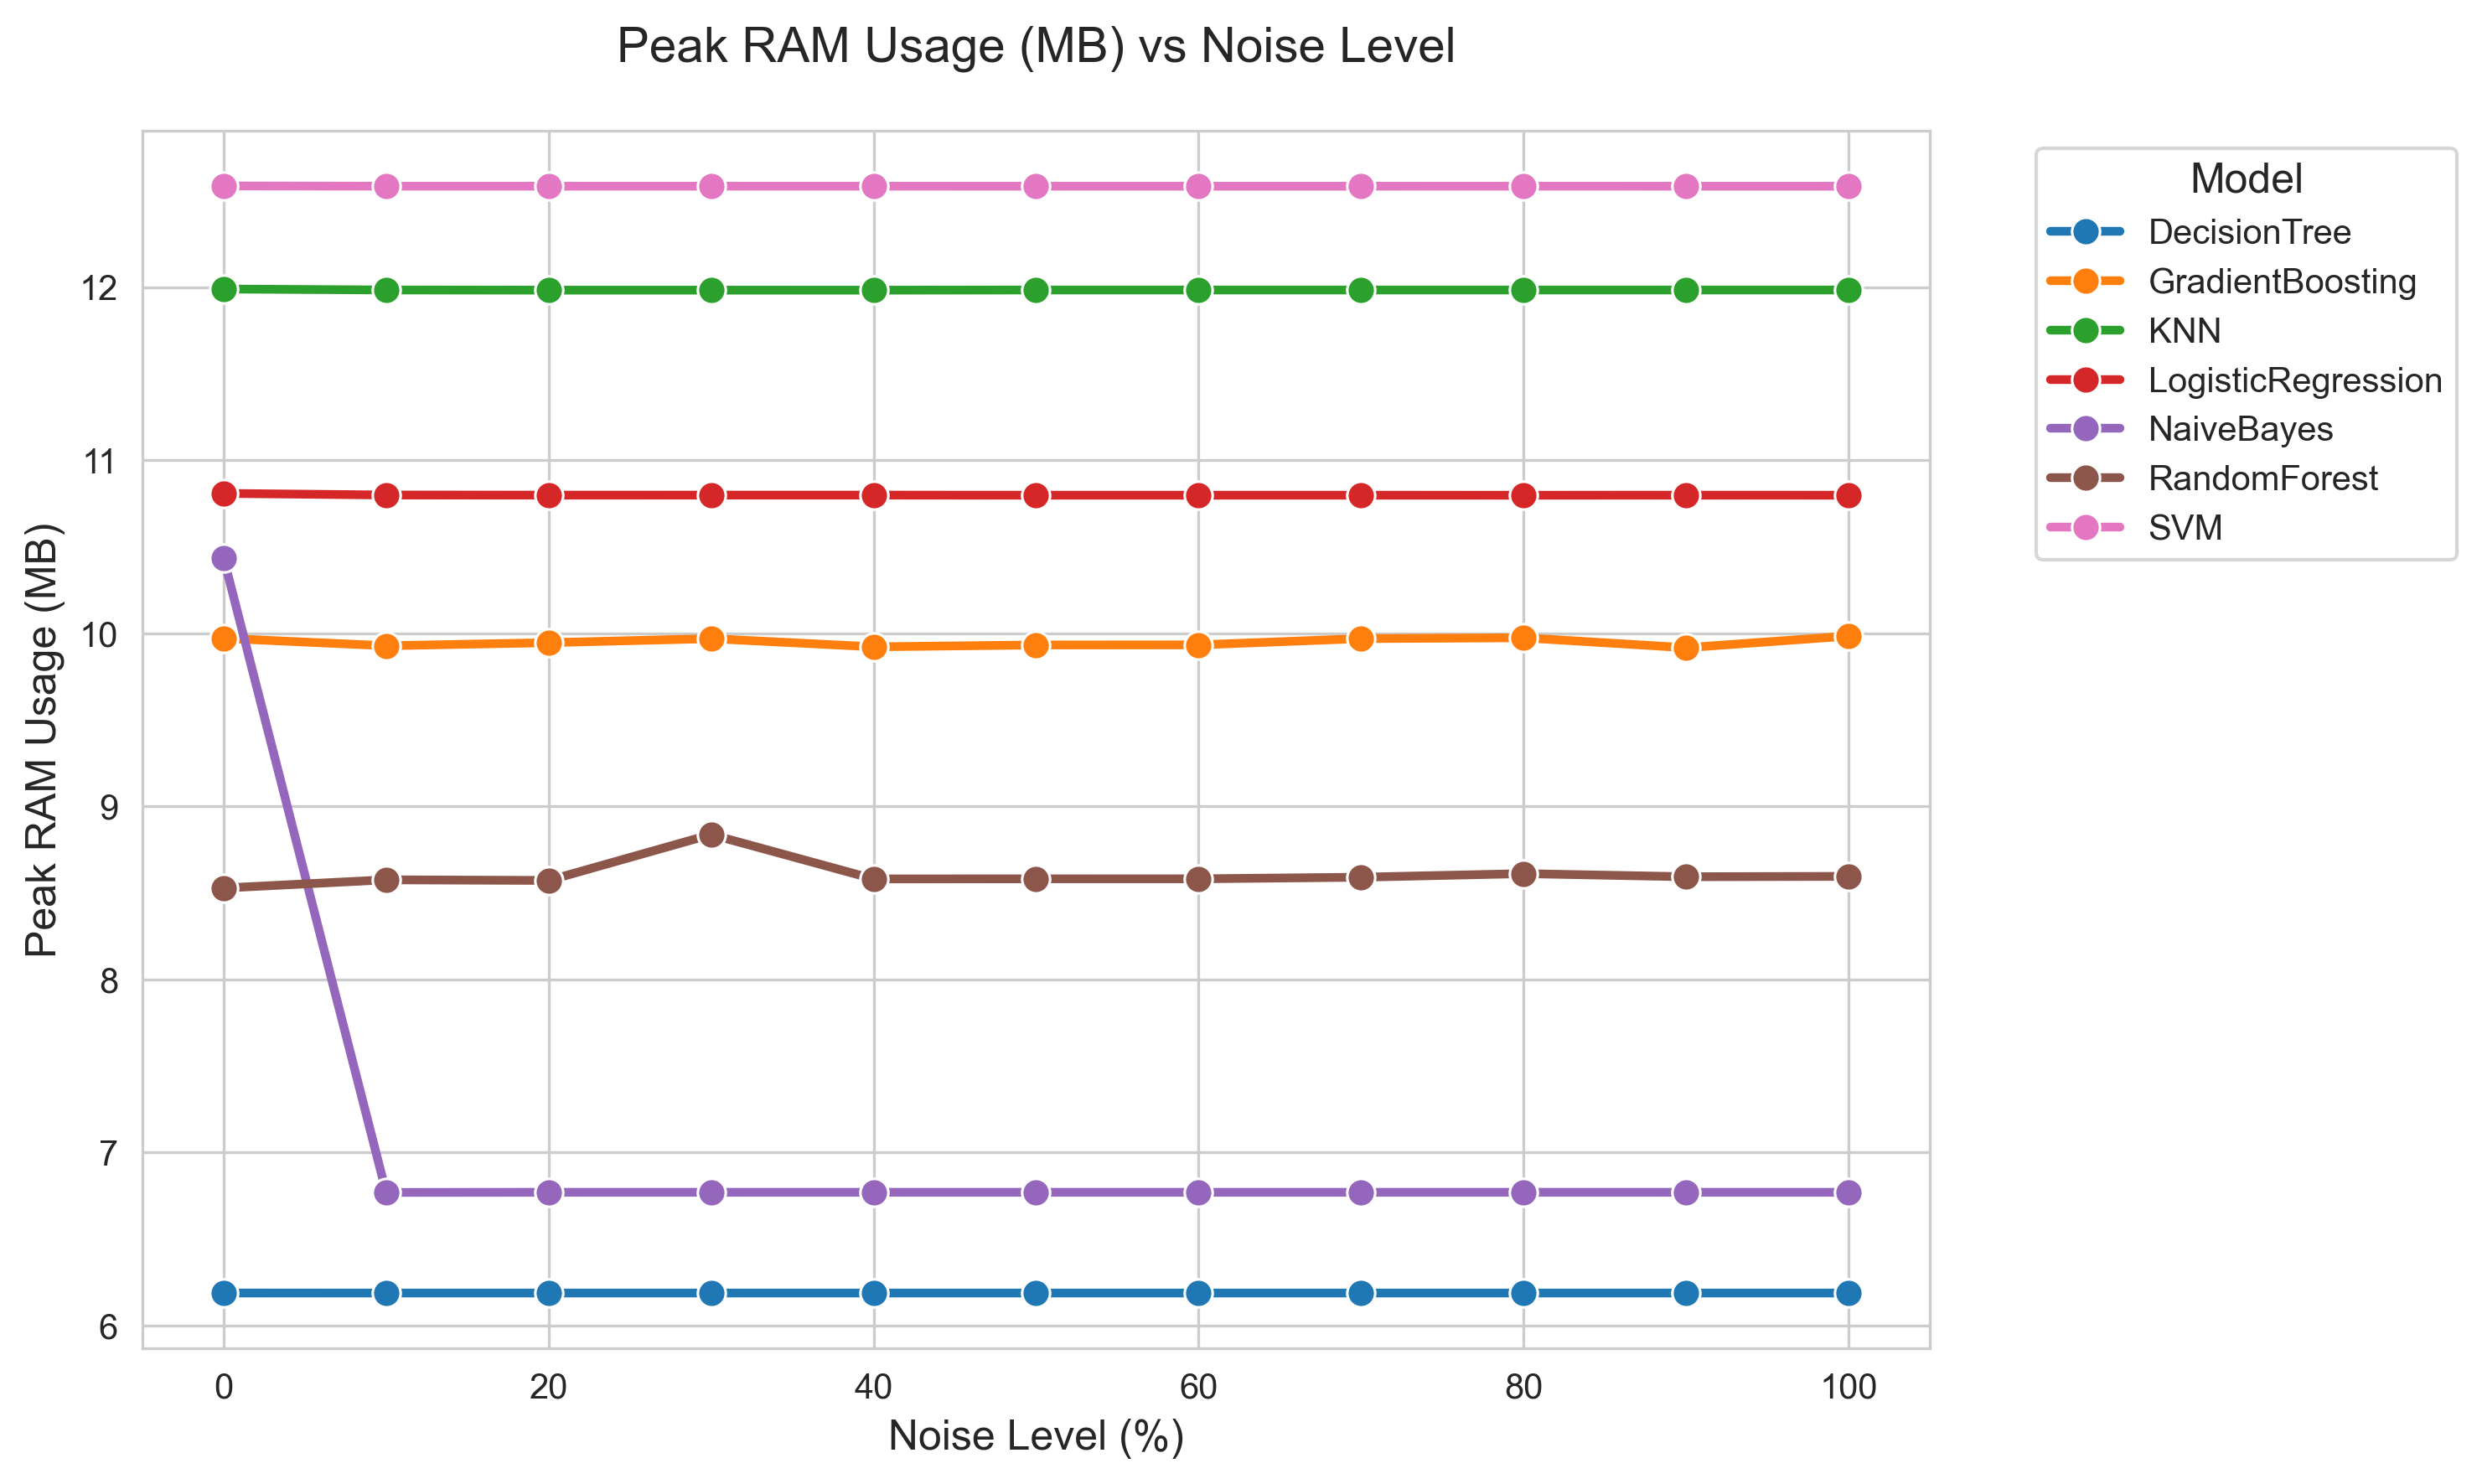 Peak RAM Usage (MB) vs Noise Level
Peak RAM Usage (MB)
12
11
10
9
8
7
6
0 20 40 60 80 100
Noise Level (%)
Model
DecisionTree
GradientBoosting
KNN
LogisticRegression
NaiveBayes
RandomForest
SVM